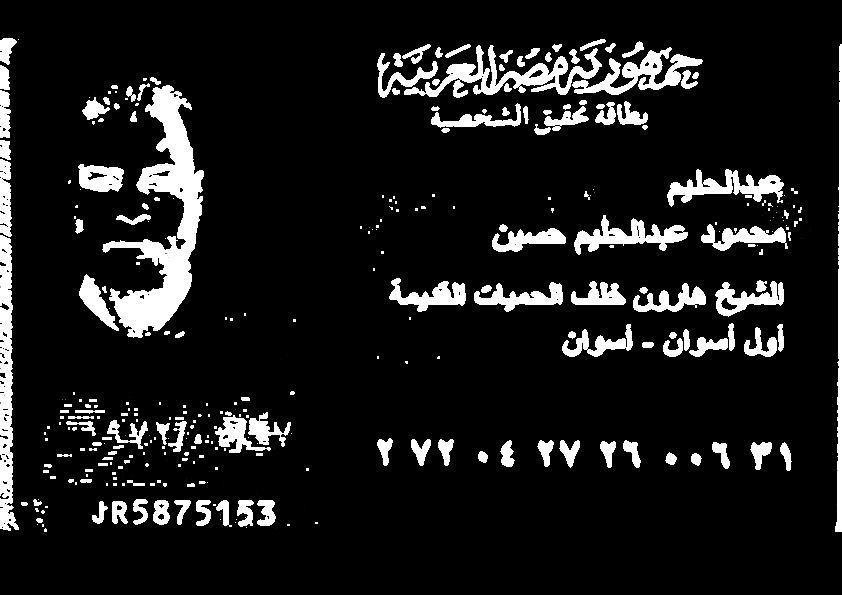 جمهورية مصر العربية
بطاقة تحقيق الشخصية
عبدالحليم
محمود عبدالحليم حسين
الشيخ هارون خلف الحميات القديمة
أول أسوان - أسوان
٢ ٧٢ ٠٤ ٢٧ ٢٦ ٠٠٦ ٣١
JR5875153